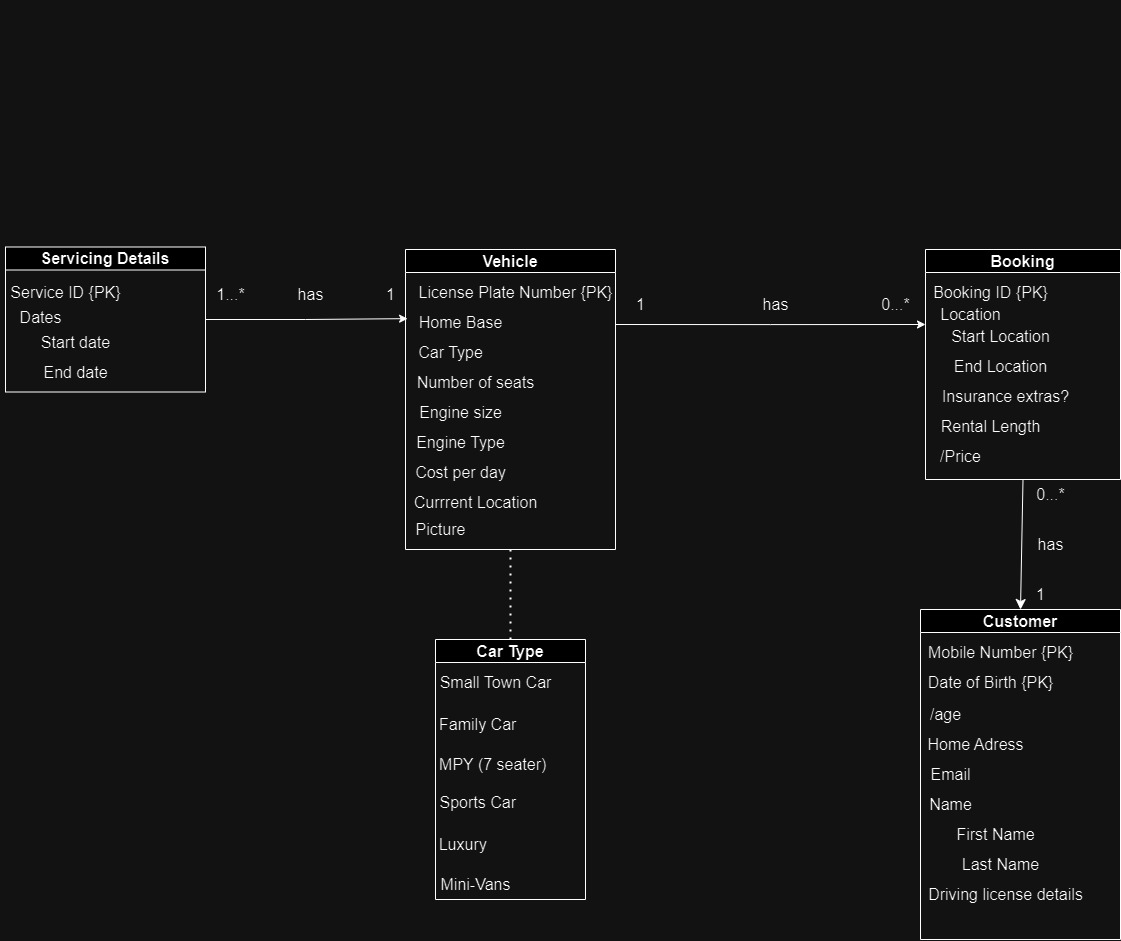 Servicing Details
Service ID {PK}
Dates
Start date
End date
1...*
has
1
Vehicle
License Plate Number {PK}
Home Base
Car Type
Number of seats
Engine size
Engine Type
Cost per day
Currrent Location
Picture
1
has
0...*
Booking
Booking ID {PK}
Location
Start Location
End Location
Insurance extras?
Rental Length
/Price
0...*
has
1
Car Type
Small Town Car
Family Car
MPY (7 seater)
Sports Car
Luxury
Mini-Vans
Customer
Mobile Number {PK}
Date of Birth {PK}
/age
Home Adress
Email
Name
First Name
Last Name
Driving license details